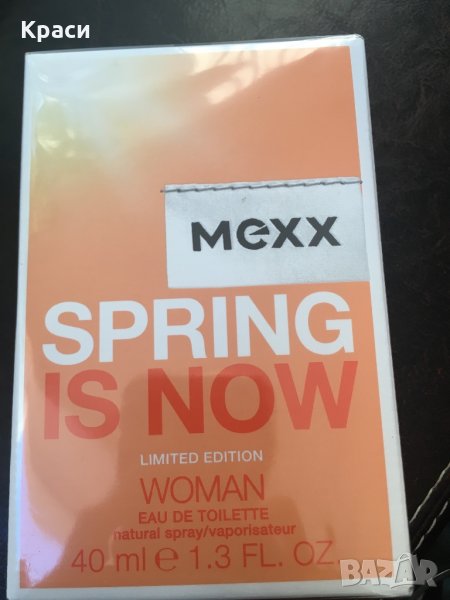 Краси
mexx
SPRING
IS NOW
LIMITED EDITION
WOMAN
EAU DE TOILETTE
natural spray/vaporisateur
40 ml e 1.3 FL. OZ
BAZAR